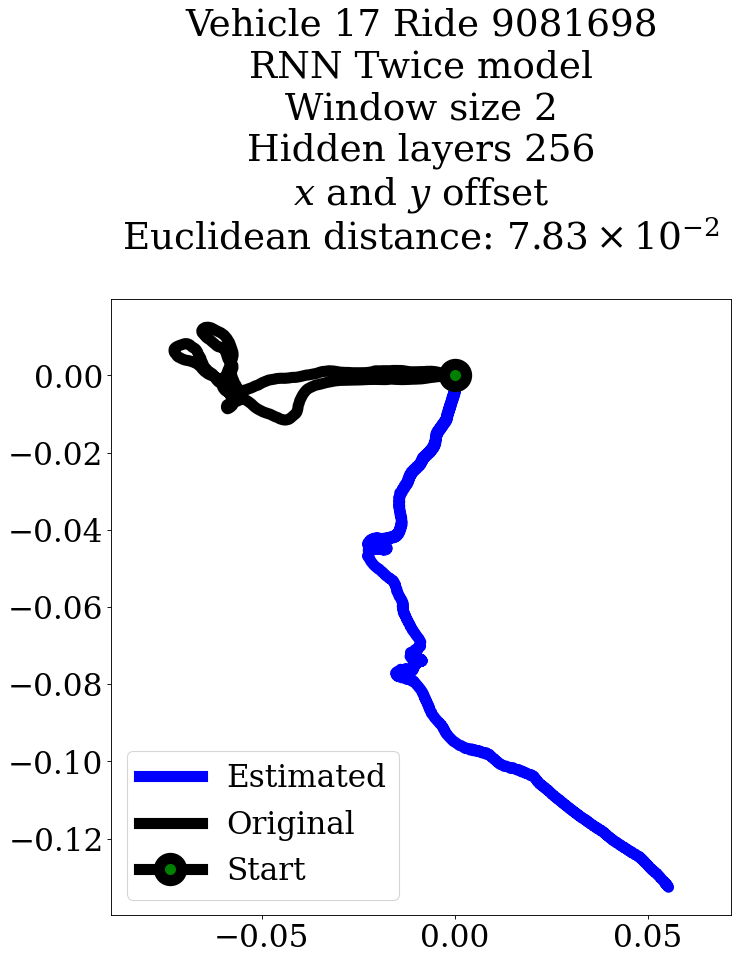 Vehicle 17 Ride 9081698
RNN Twice model
Window size 2
Hidden layers 256
x and y offset
Euclidean distance: 7.83 × 10⁻²
0.00
−0.02
−0.04
−0.06
−0.08
−0.10
−0.12
Estimated
Original
Start
−0.05 0.00 0.05